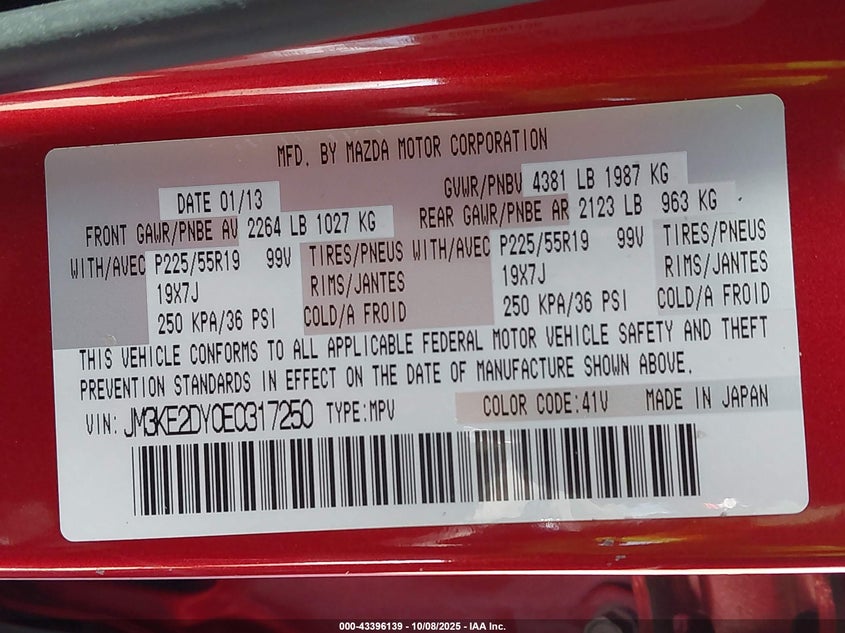 MFD. BY MAZDA MOTOR CORPORATION
DATE 01/13 GVWR/PNBV 4381 LB 1987 KG
FRONT GAWR/PNBE AV 2264 LB 1027 KG REAR GAWR/PNBE AR 2123 LB 963 KG
WITH/AVEC P225/55R19 99V TIRES/PNEUS WITH/AVEC P225/55R19 99V TIRES/PNEUS
19X7J RIMS/JANTES 19X7J RIMS/JANTES
250 KPA/36 PSI COLD/A FROID 250 KPA/36 PSI COLD/A FROID
THIS VEHICLE CONFORMS TO ALL APPLICABLE FEDERAL MOTOR VEHICLE SAFETY AND THEFT
PREVENTION STANDARDS IN EFFECT ON THE DATE OF MANUFACTURE SHOWN ABOVE.
VIN: JM3KE2DY0E0317250 TYPE:MPV COLOR CODE:41V MADE IN JAPAN
000-43396139 - 10/08/2025 - IAA Inc.